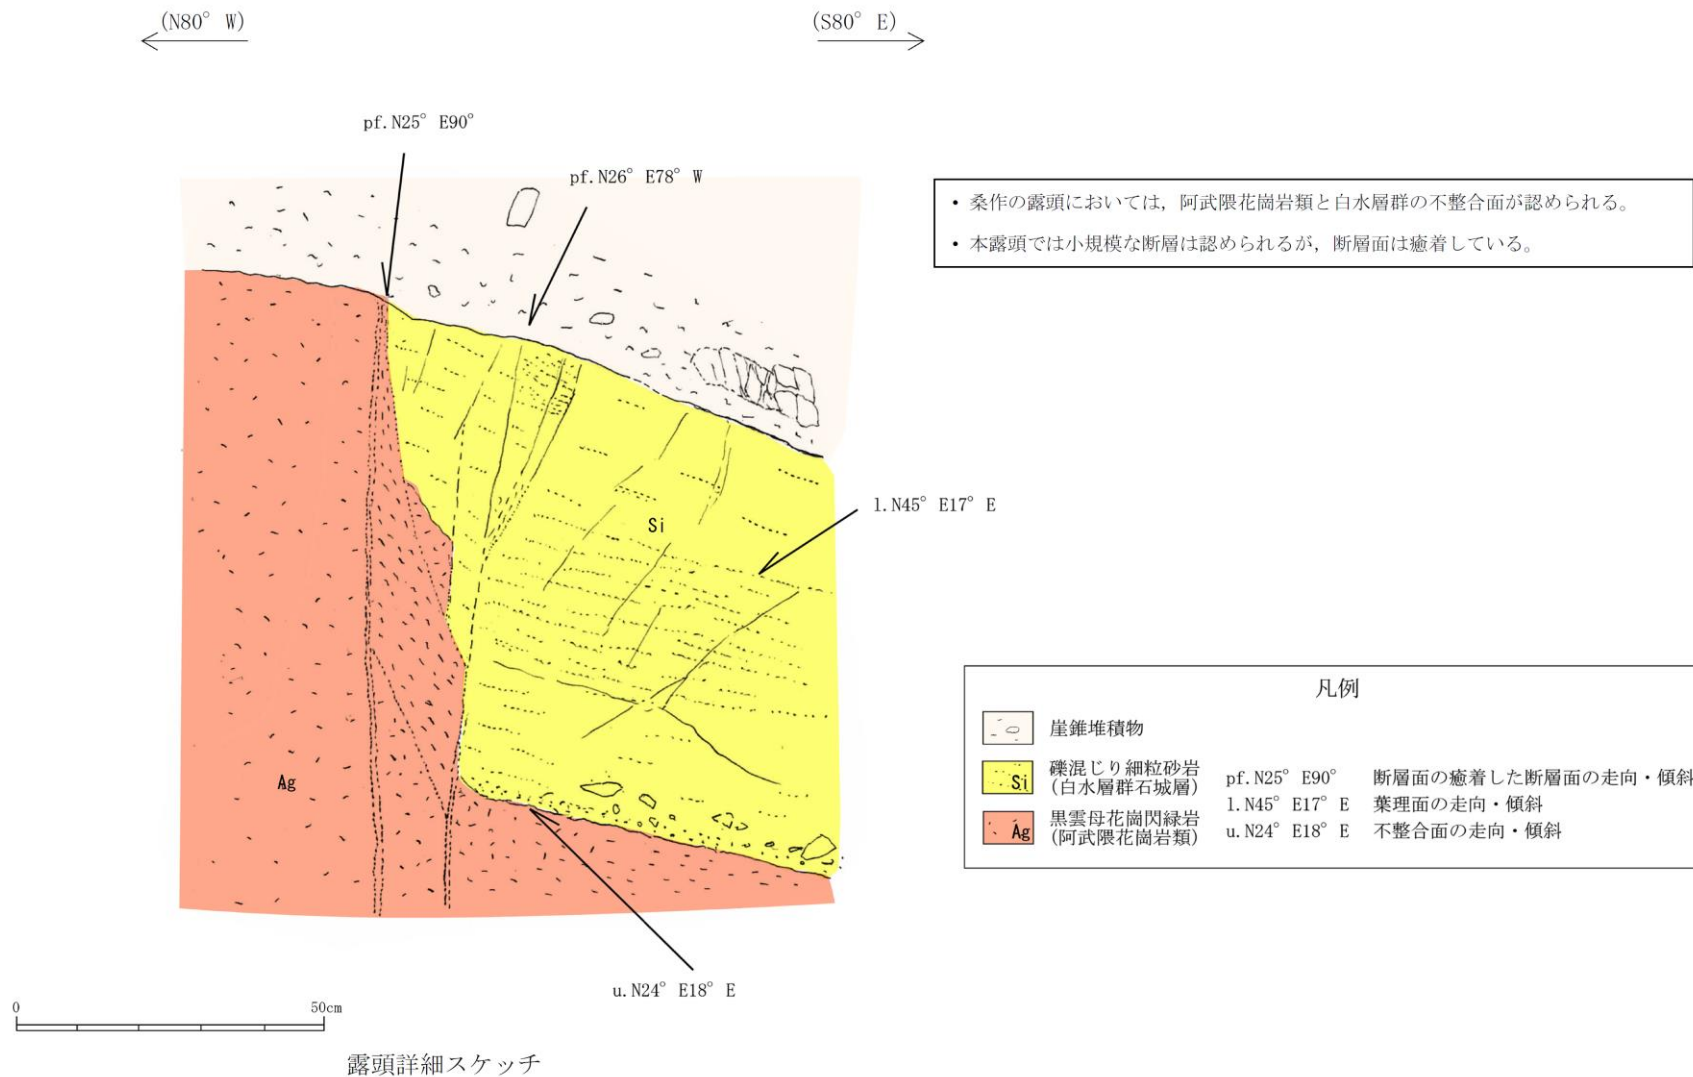 (N80° W)
(S80° E)
pf.N25° E90°
pf.N26° E78° W
• 桑作の露頭においては，阿武隈花崗岩類と白水層群の不整合面が認められる。
• 本露頭では小規模な断層は認められるが，断層面は癒着している。
l.N45° E17° E
Si
Ag
u.N24° E18° E
凡例
崖錐堆積物
Si
礫混じり細粒砂岩
(白水層群石城層)
Ag
黒雲母花崗閃緑岩
(阿武隈花崗岩類)
pf.N25° E90° 断層面の癒着した断層面の走向・傾斜
l.N45° E17° E 葉理面の走向・傾斜
u.N24° E18° E 不整合面の走向・傾斜
0 50cm
露頭詳細スケッチ